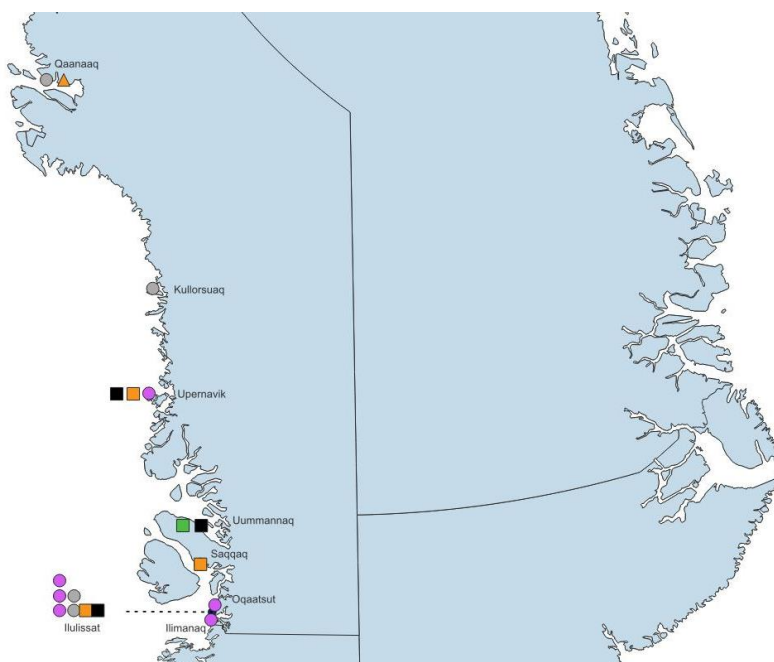 Qaanaaq
Kullorsuaq
Upernavik
Uummannaq
Saqqaq
Oqaatsut
Ilulissat
Ilimanaq